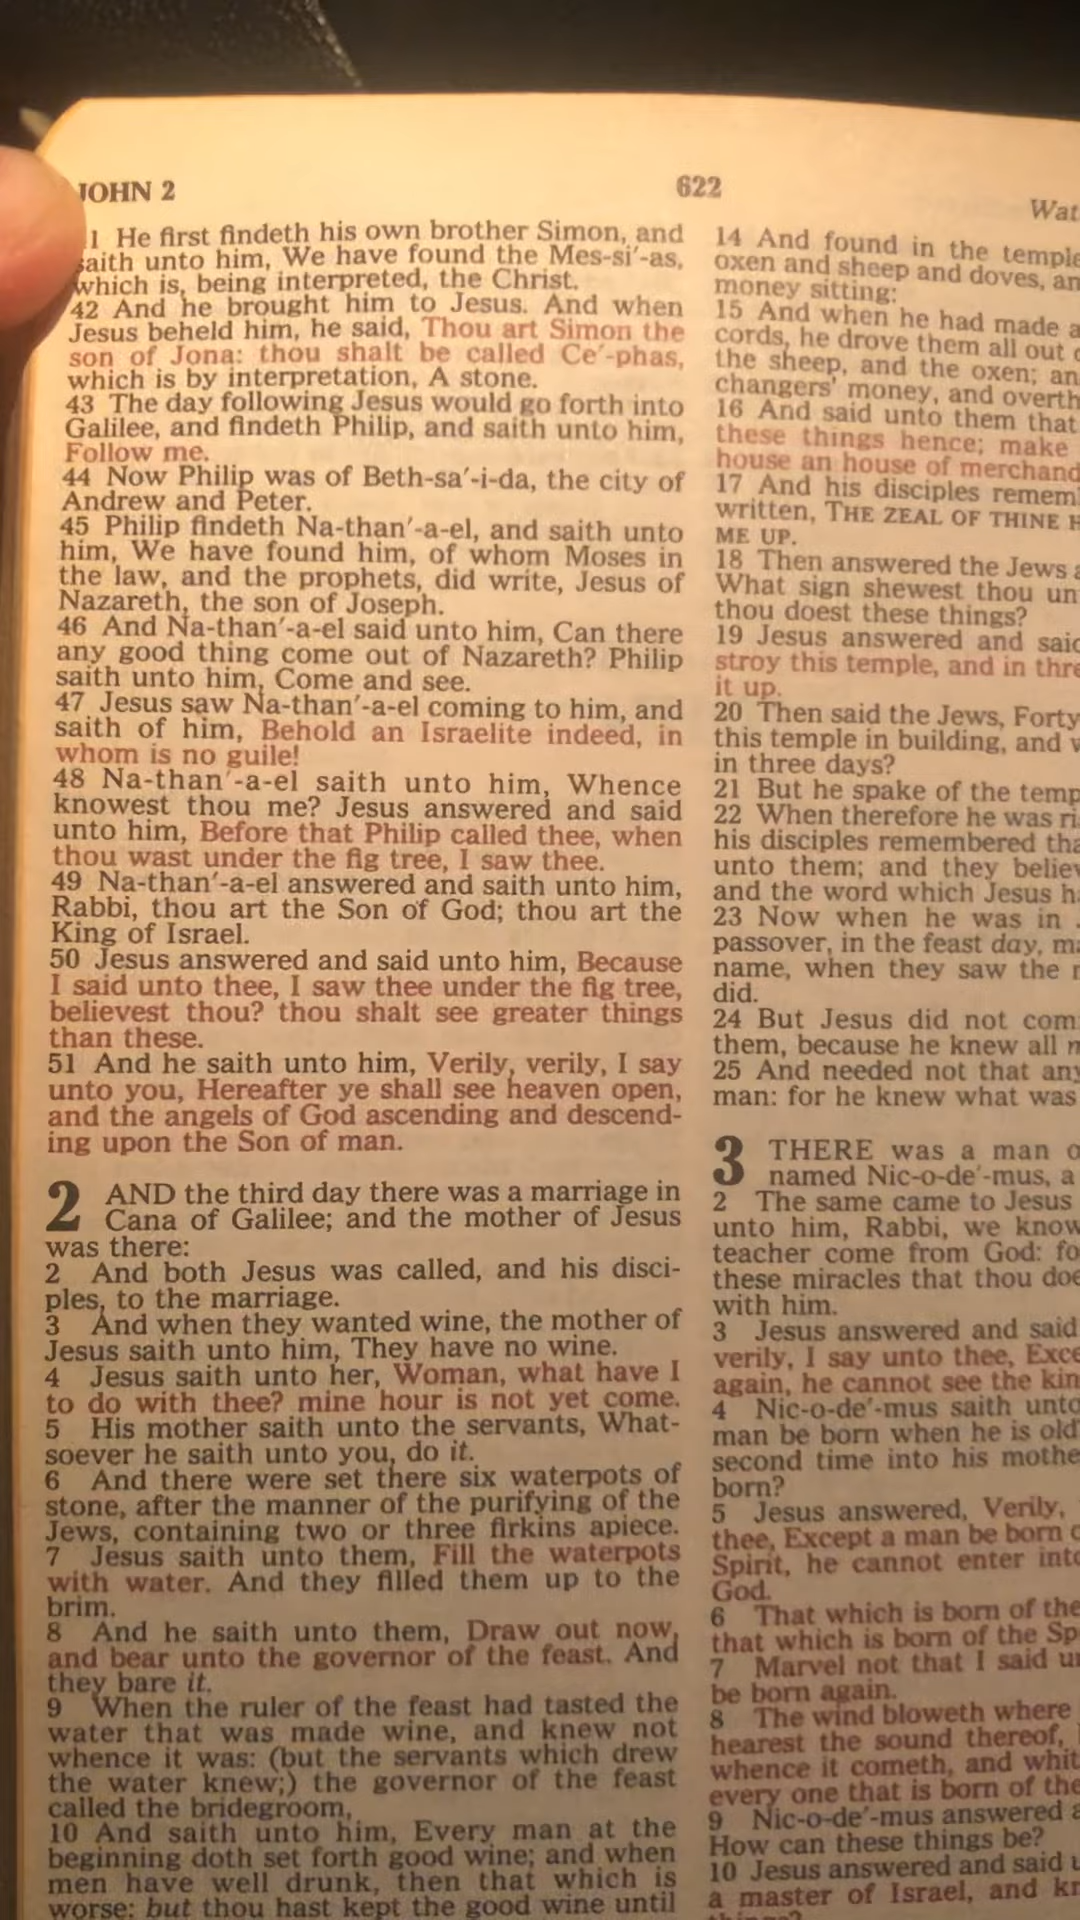 JOHN 2
622
Wat
1 He first findeth his own brother Simon, and
saith unto him, We have found the Mes-si′-as,
which is, being interpreted, the Christ.
42 And he brought him to Jesus. And when
Jesus beheld him, he said, Thou art Simon the
son of Jona: thou shalt be called Ce′-phas,
which is by interpretation, A stone.
43 The day following Jesus would go forth into
Galilee, and findeth Philip, and saith unto him,
Follow me.
44 Now Philip was of Beth-sa′-i-da, the city of
Andrew and Peter.
45 Philip findeth Na-than′-a-el, and saith unto
him, We have found him, of whom Moses in
the law, and the prophets, did write, Jesus of
Nazareth, the son of Joseph.
46 And Na-than′-a-el said unto him, Can there
any good thing come out of Nazareth? Philip
saith unto him, Come and see.
47 Jesus saw Na-than′-a-el coming to him, and
saith of him, Behold an Israelite indeed, in
whom is no guile!
48 Na-than′-a-el saith unto him, Whence
knowest thou me? Jesus answered and said
unto him, Before that Philip called thee, when
thou wast under the fig tree, I saw thee.
49 Na-than′-a-el answered and saith unto him,
Rabbi, thou art the Son of God; thou art the
King of Israel.
50 Jesus answered and said unto him, Because
I said unto thee, I saw thee under the fig tree,
believest thou? thou shalt see greater things
than these.
51 And he saith unto him, Verily, verily, I say
unto you, Hereafter ye shall see heaven open,
and the angels of God ascending and descend-
ing upon the Son of man.
2 AND the third day there was a marriage in
Cana of Galilee; and the mother of Jesus
was there:
2 And both Jesus was called, and his disci-
ples, to the marriage.
3 And when they wanted wine, the mother of
Jesus saith unto him, They have no wine.
4 Jesus saith unto her, Woman, what have I
to do with thee? mine hour is not yet come.
5 His mother saith unto the servants, What-
soever he saith unto you, do it.
6 And there were set there six waterpots of
stone, after the manner of the purifying of the
Jews, containing two or three firkins apiece.
7 Jesus saith unto them, Fill the waterpots
with water. And they filled them up to the
brim.
8 And he saith unto them, Draw out now,
and bear unto the governor of the feast. And
they bare it.
9 When the ruler of the feast had tasted the
water that was made wine, and knew not
whence it was: (but the servants which drew
the water knew;) the governor of the feast
called the bridegroom,
10 And saith unto him, Every man at the
beginning doth set forth good wine; and when
men have well drunk, then that which is
worse: but thou hast kept the good wine until
14 And found in the temple
oxen and sheep and doves, an
money sitting:
15 And when he had made a
cords, he drove them all out o
the sheep, and the oxen; an
changers' money, and overth
16 And said unto them that
these things hence; make
house an house of merchand
17 And his disciples remem
written, THE ZEAL OF THINE H
ME UP.
18 Then answered the Jews a
What sign shewest thou un
thou doest these things?
19 Jesus answered and said
stroy this temple, and in thre
it up.
20 Then said the Jews, Forty
this temple in building, and w
in three days?
21 But he spake of the temp
22 When therefore he was ri
his disciples remembered tha
unto them; and they believ
and the word which Jesus h
23 Now when he was in
passover, in the feast day, ma
name, when they saw the
did.
24 But Jesus did not com
them, because he knew all m
25 And needed not that any
man: for he knew what was
3 THERE was a man o
named Nic-o-de′-mus, a
2 The same came to Jesus
unto him, Rabbi, we know
teacher come from God: fo
these miracles that thou doe
with him.
3 Jesus answered and said
verily, I say unto thee, Exce
again, he cannot see the kin
4 Nic-o-de′-mus saith unto
man be born when he is old
second time into his mothe
born?
5 Jesus answered, Verily,
thee, Except a man be born o
Spirit, he cannot enter into
God.
6 That which is born of the
that which is born of the Sp
7 Marvel not that I said un
be born again.
8 The wind bloweth where
hearest the sound thereof,
whence it cometh, and whit
every one that is born of the
9 Nic-o-de′-mus answered a
How can these things be?
10 Jesus answered and said u
a master of Israel, and kn